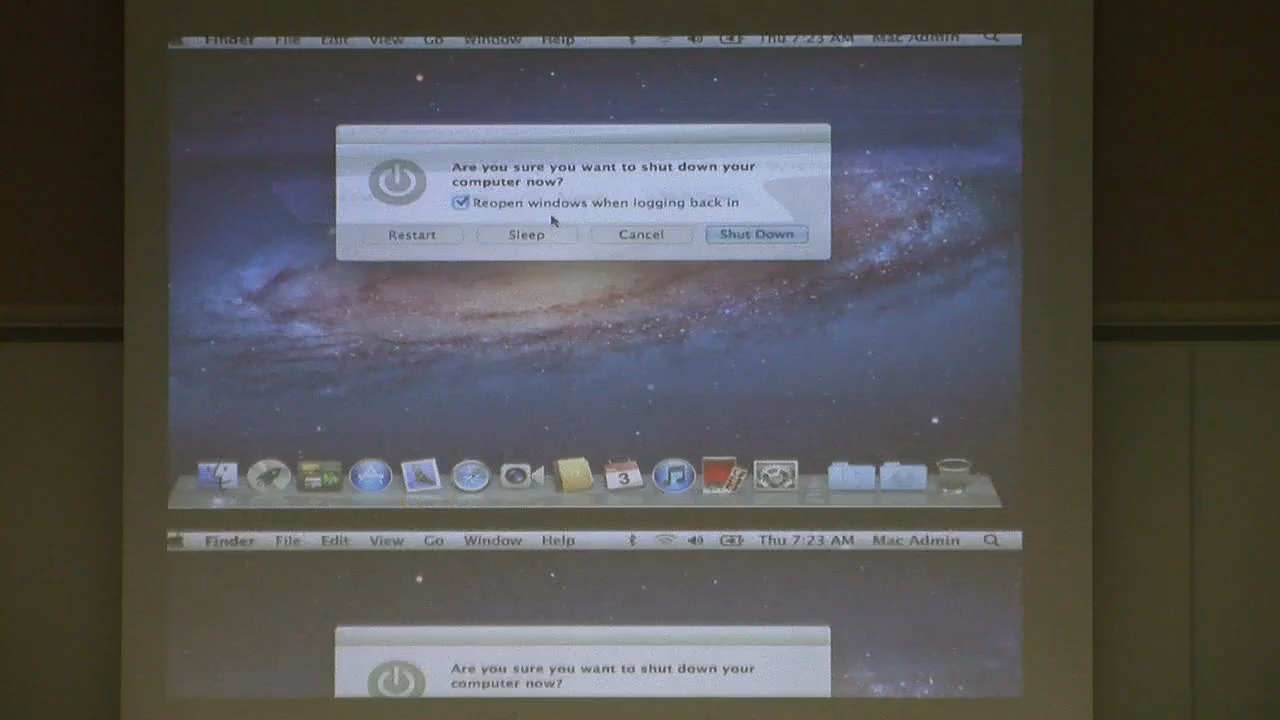 Finder File Edit View Go Window Help Thu 7:23 AM Mac Admin
Are you sure you want to shut down your
computer now?
Reopen windows when logging back in
Restart Sleep Cancel Shut Down
3
Finder File Edit View Go Window Help Thu 7:23 AM Mac Admin
Are you sure you want to shut down your
computer now?